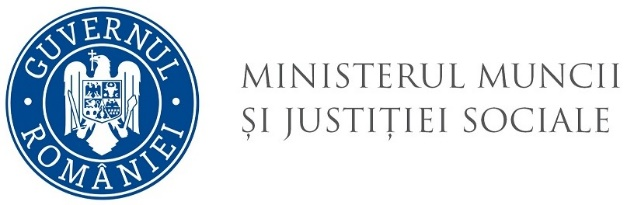 GUVERNUL
ROMÂNIEI
MINISTERUL MUNCII
ȘI JUSTIȚIEI SOCIALE